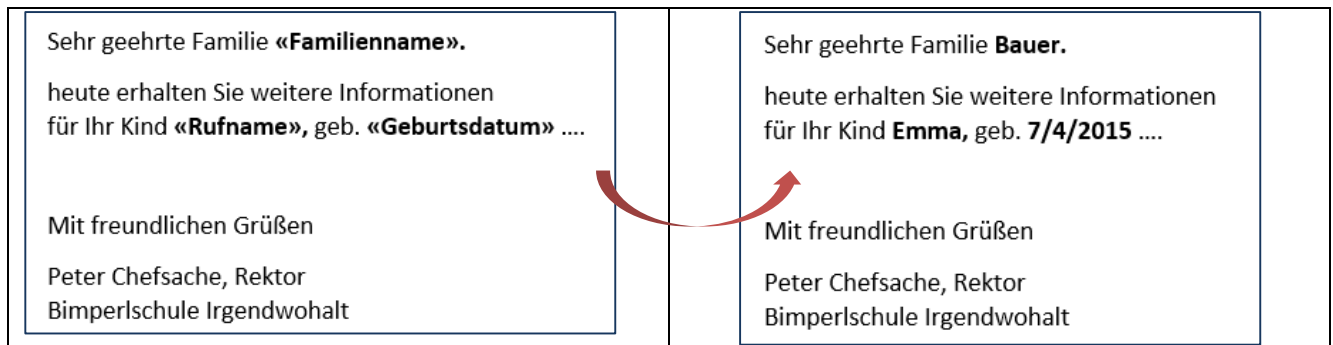 Sehr geehrte Familie «Familienname».
heute erhalten Sie weitere Informationen
für Ihr Kind «Rufname», geb. «Geburtsdatum» ....
Mit freundlichen Grüßen
Peter Chefsache, Rektor
Bimperlschule Irgendwohalt
Sehr geehrte Familie Bauer.
heute erhalten Sie weitere Informationen
für Ihr Kind Emma, geb. 7/4/2015 ....
Mit freundlichen Grüßen
Peter Chefsache, Rektor
Bimperlschule Irgendwohalt